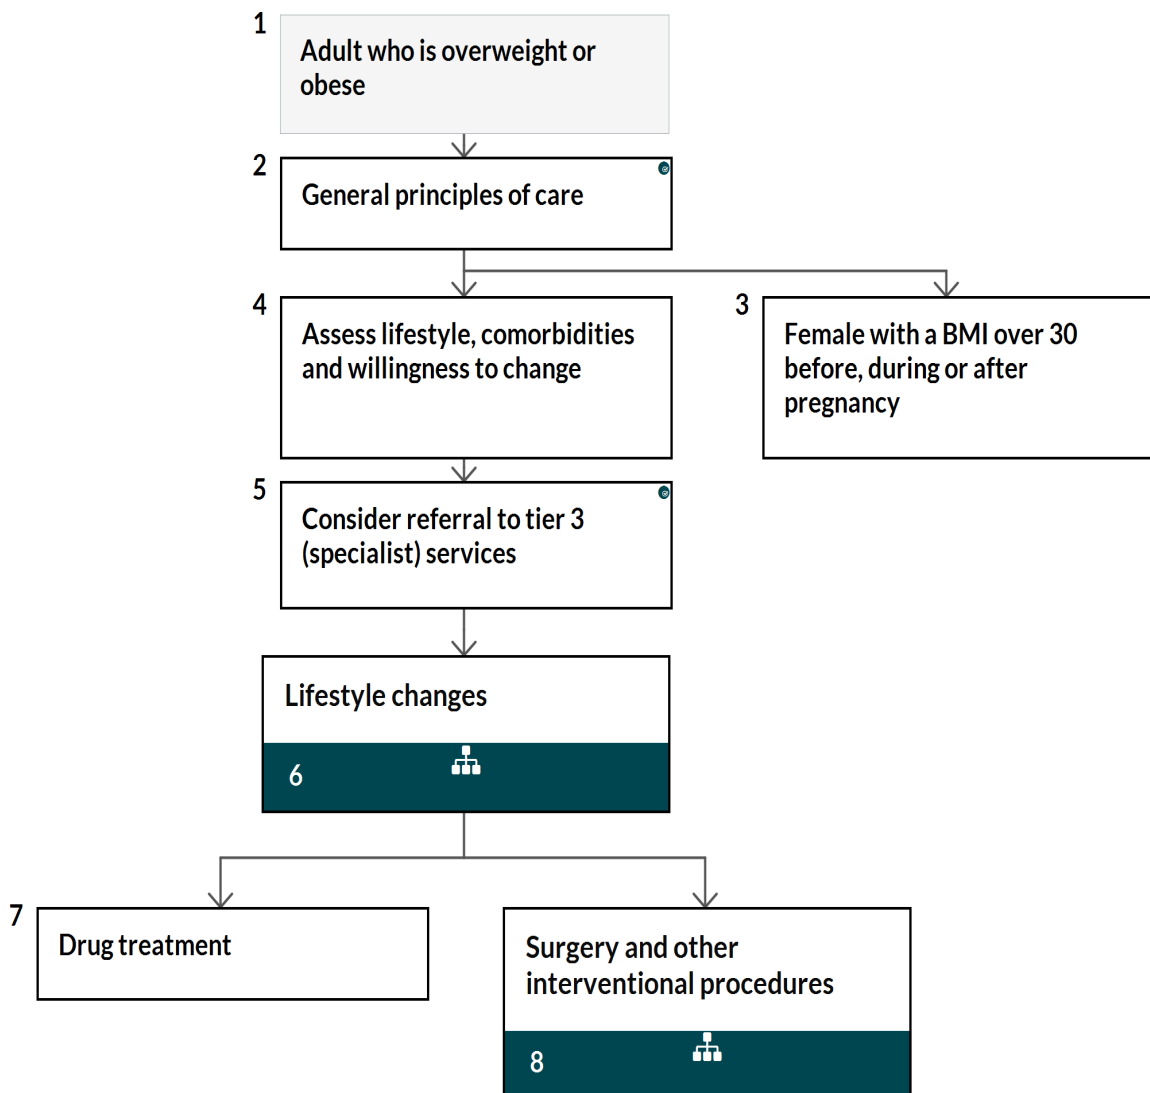 1
Adult who is overweight or
obese
2
General principles of care
4
Assess lifestyle, comorbidities
and willingness to change
3
Female with a BMI over 30
before, during or after
pregnancy
5
Consider referral to tier 3
(specialist) services
Lifestyle changes
6
7
Drug treatment
Surgery and other
interventional procedures
8